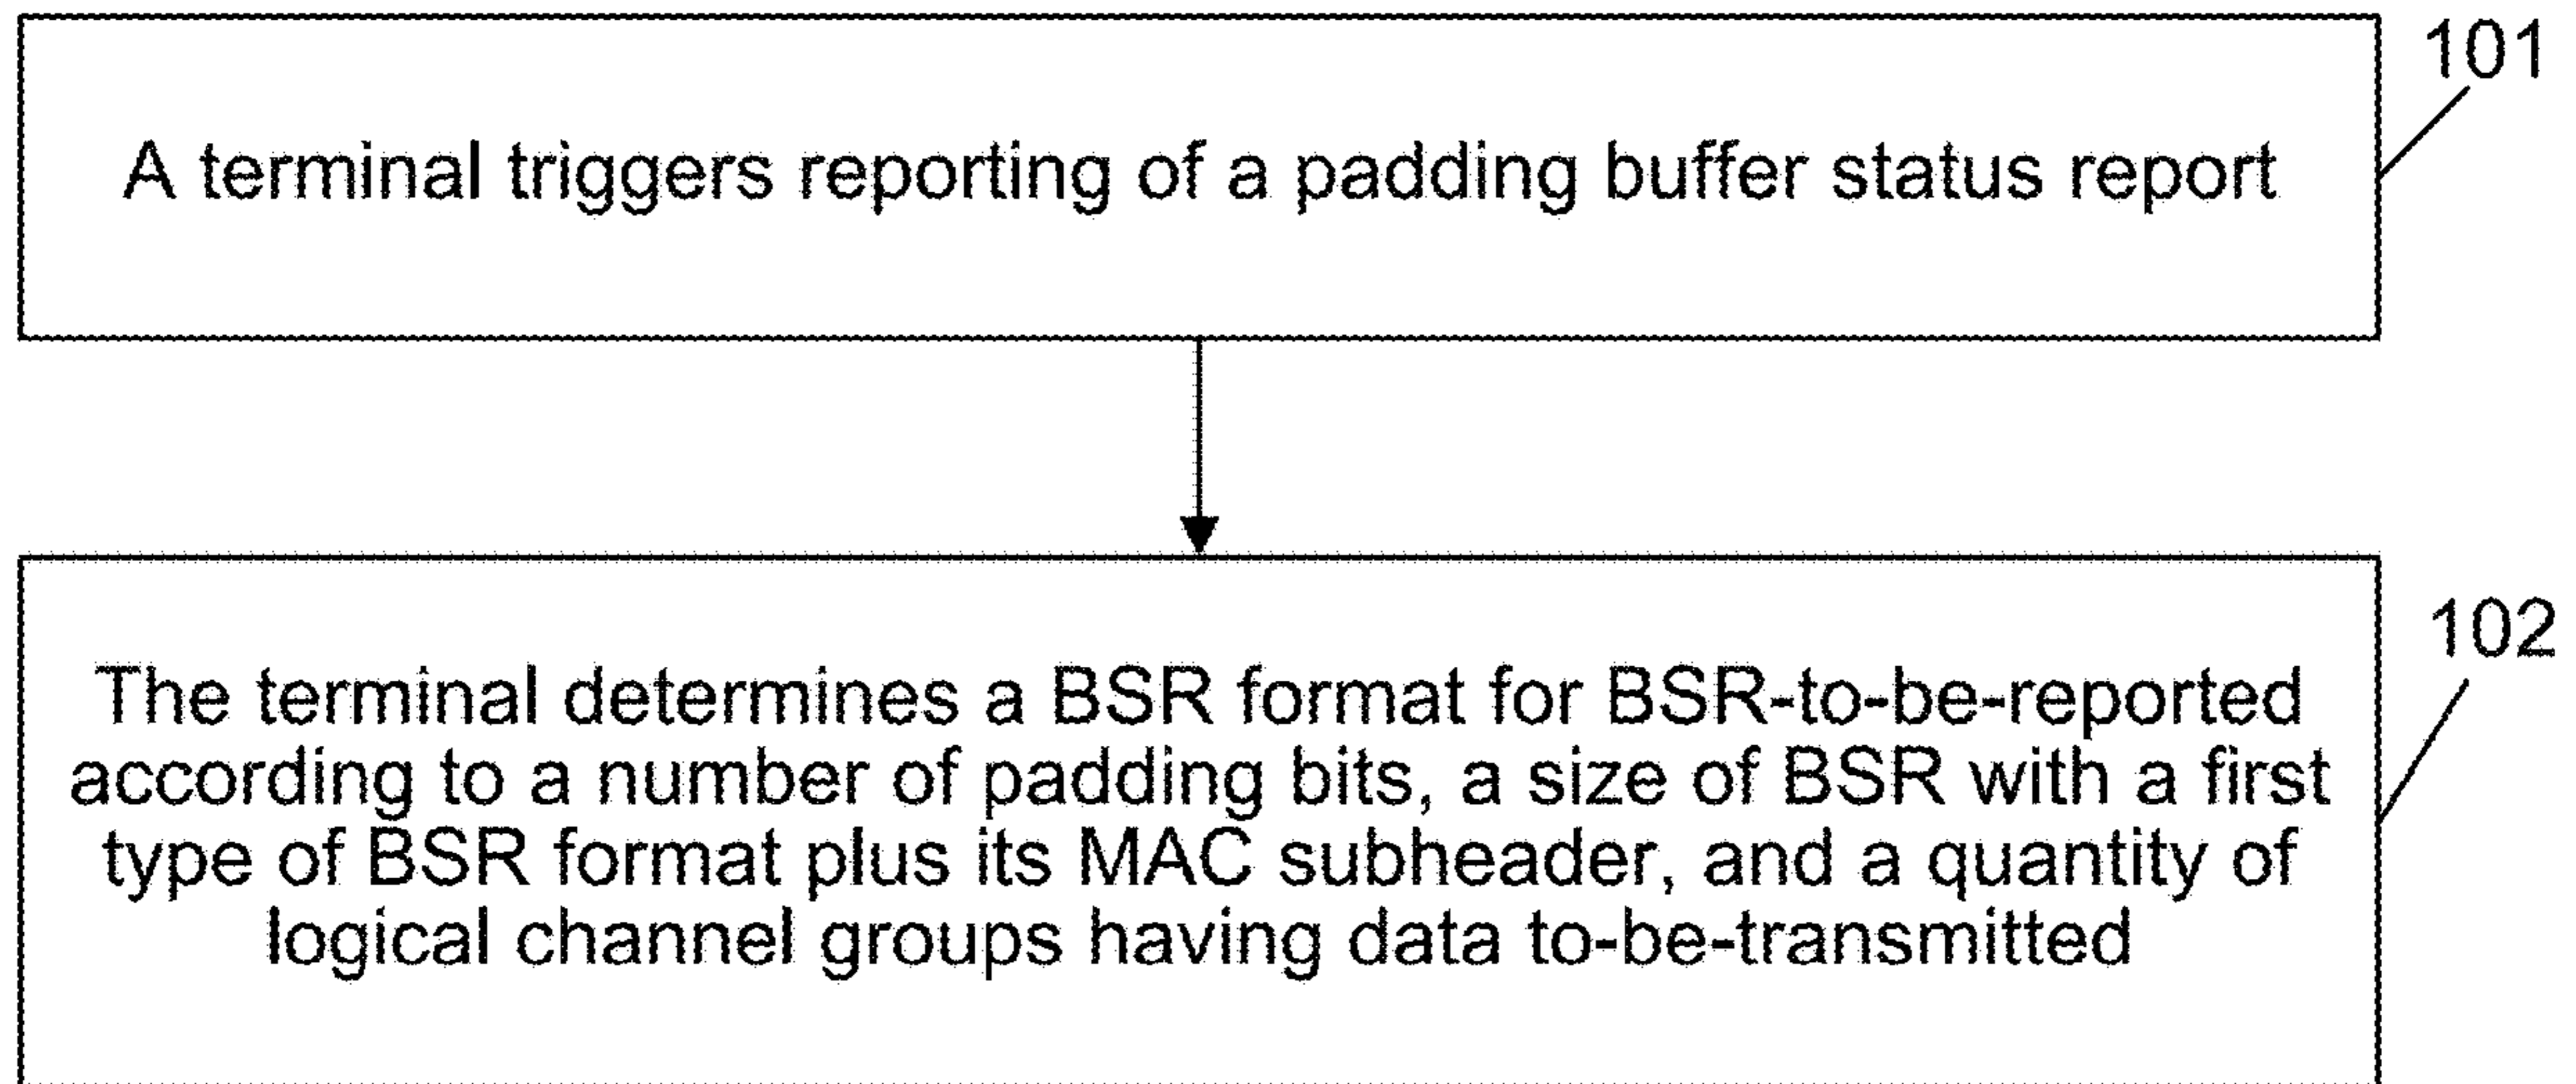 101
A terminal triggers reporting of a padding buffer status report
102
The terminal determines a BSR format for BSR-to-be-reported
according to a number of padding bits, a size of BSR with a first
type of BSR format plus its MAC subheader, and a quantity of
logical channel groups having data to-be-transmitted